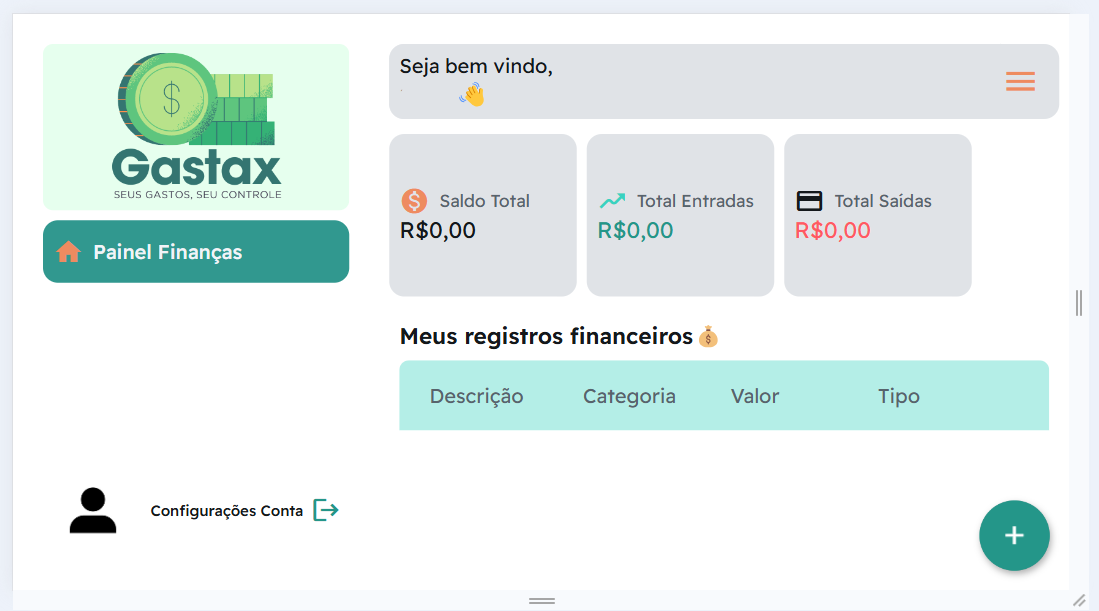 $
Gastax
SEUS GASTOS, SEU CONTROLE
Painel Finanças
Configurações Conta
Seja bem vindo,
Saldo Total
R$0,00
Total Entradas
R$0,00
Total Saídas
R$0,00
Meus registros financeiros
Descrição Categoria Valor Tipo
+